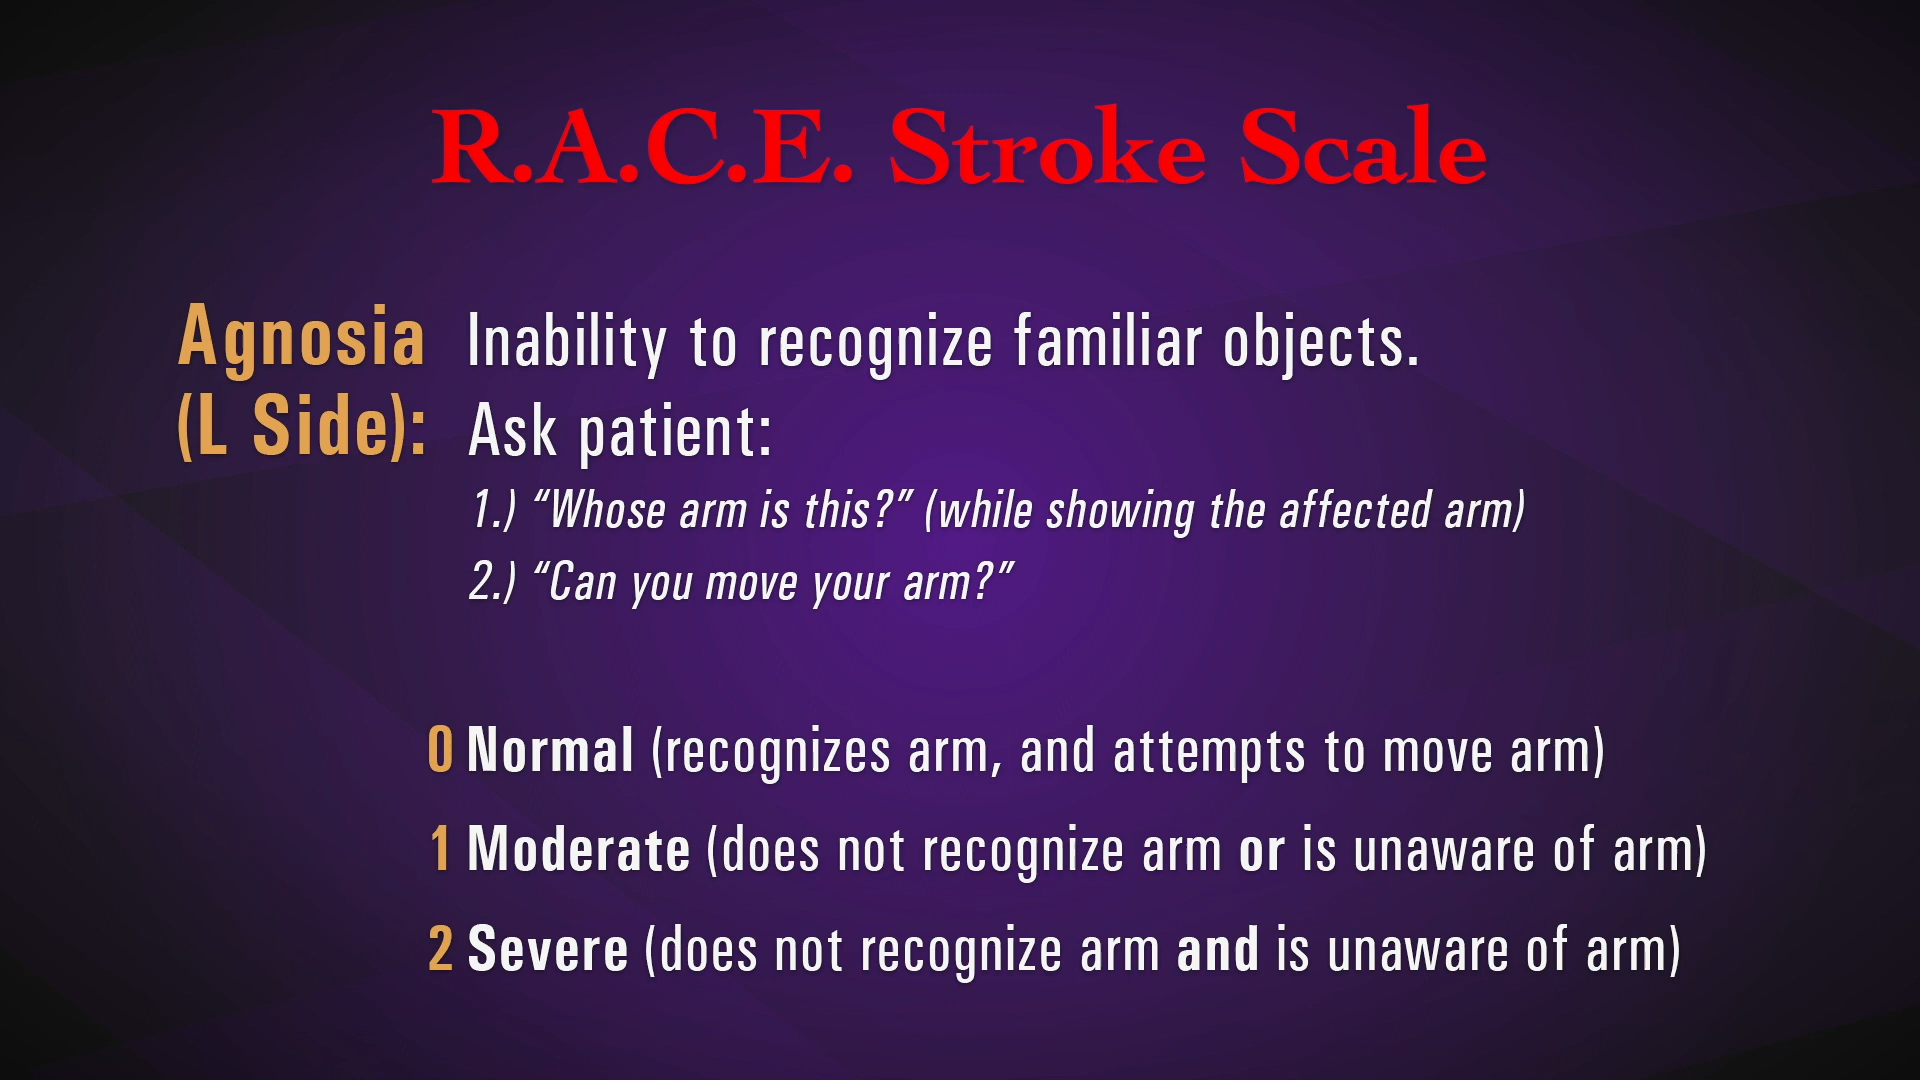 R.A.C.E. Stroke Scale
Agnosia (L Side):
Inability to recognize familiar objects.
Ask patient:
1.) “Whose arm is this?” (while showing the affected arm)
2.) “Can you move your arm?”
0 Normal (recognizes arm, and attempts to move arm)
1 Moderate (does not recognize arm or is unaware of arm)
2 Severe (does not recognize arm and is unaware of arm)